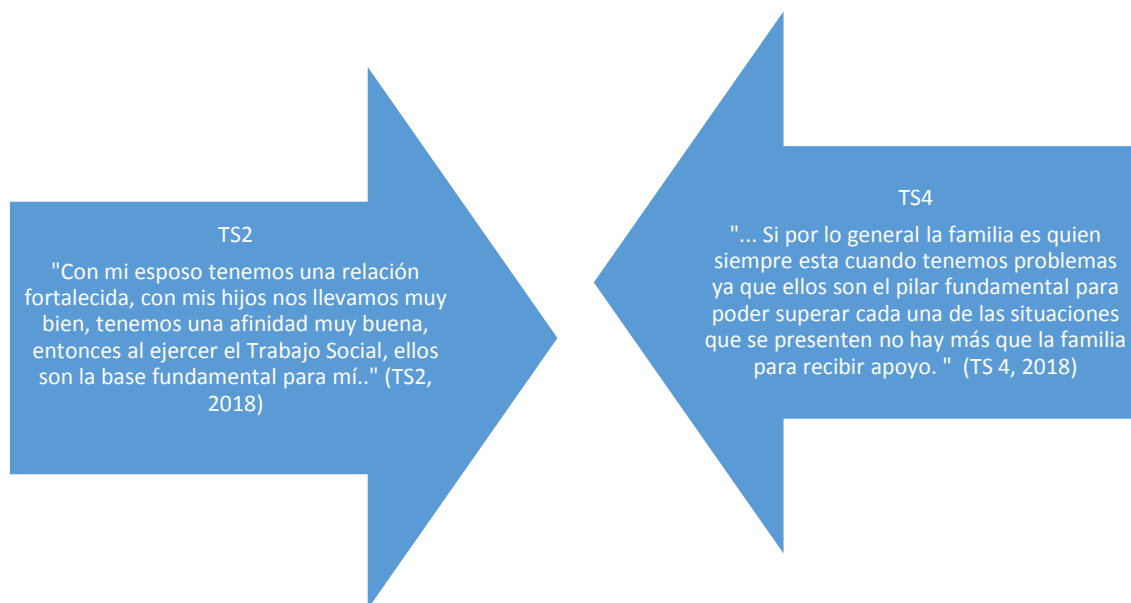 TS2
"Con mi esposo tenemos una relación
fortalecida, con mis hijos nos llevamos muy
bien, tenemos una afinidad muy buena,
entonces al ejercer el Trabajo Social, ellos
son la base fundamental para mí.." (TS2,
2018)
TS4
"... Si por lo general la familia es quien
siempre esta cuando tenemos problemas
ya que ellos son el pilar fundamental para
poder superar cada una de las situaciones
que se presenten no hay más que la familia
para recibir apoyo. "  (TS 4, 2018)